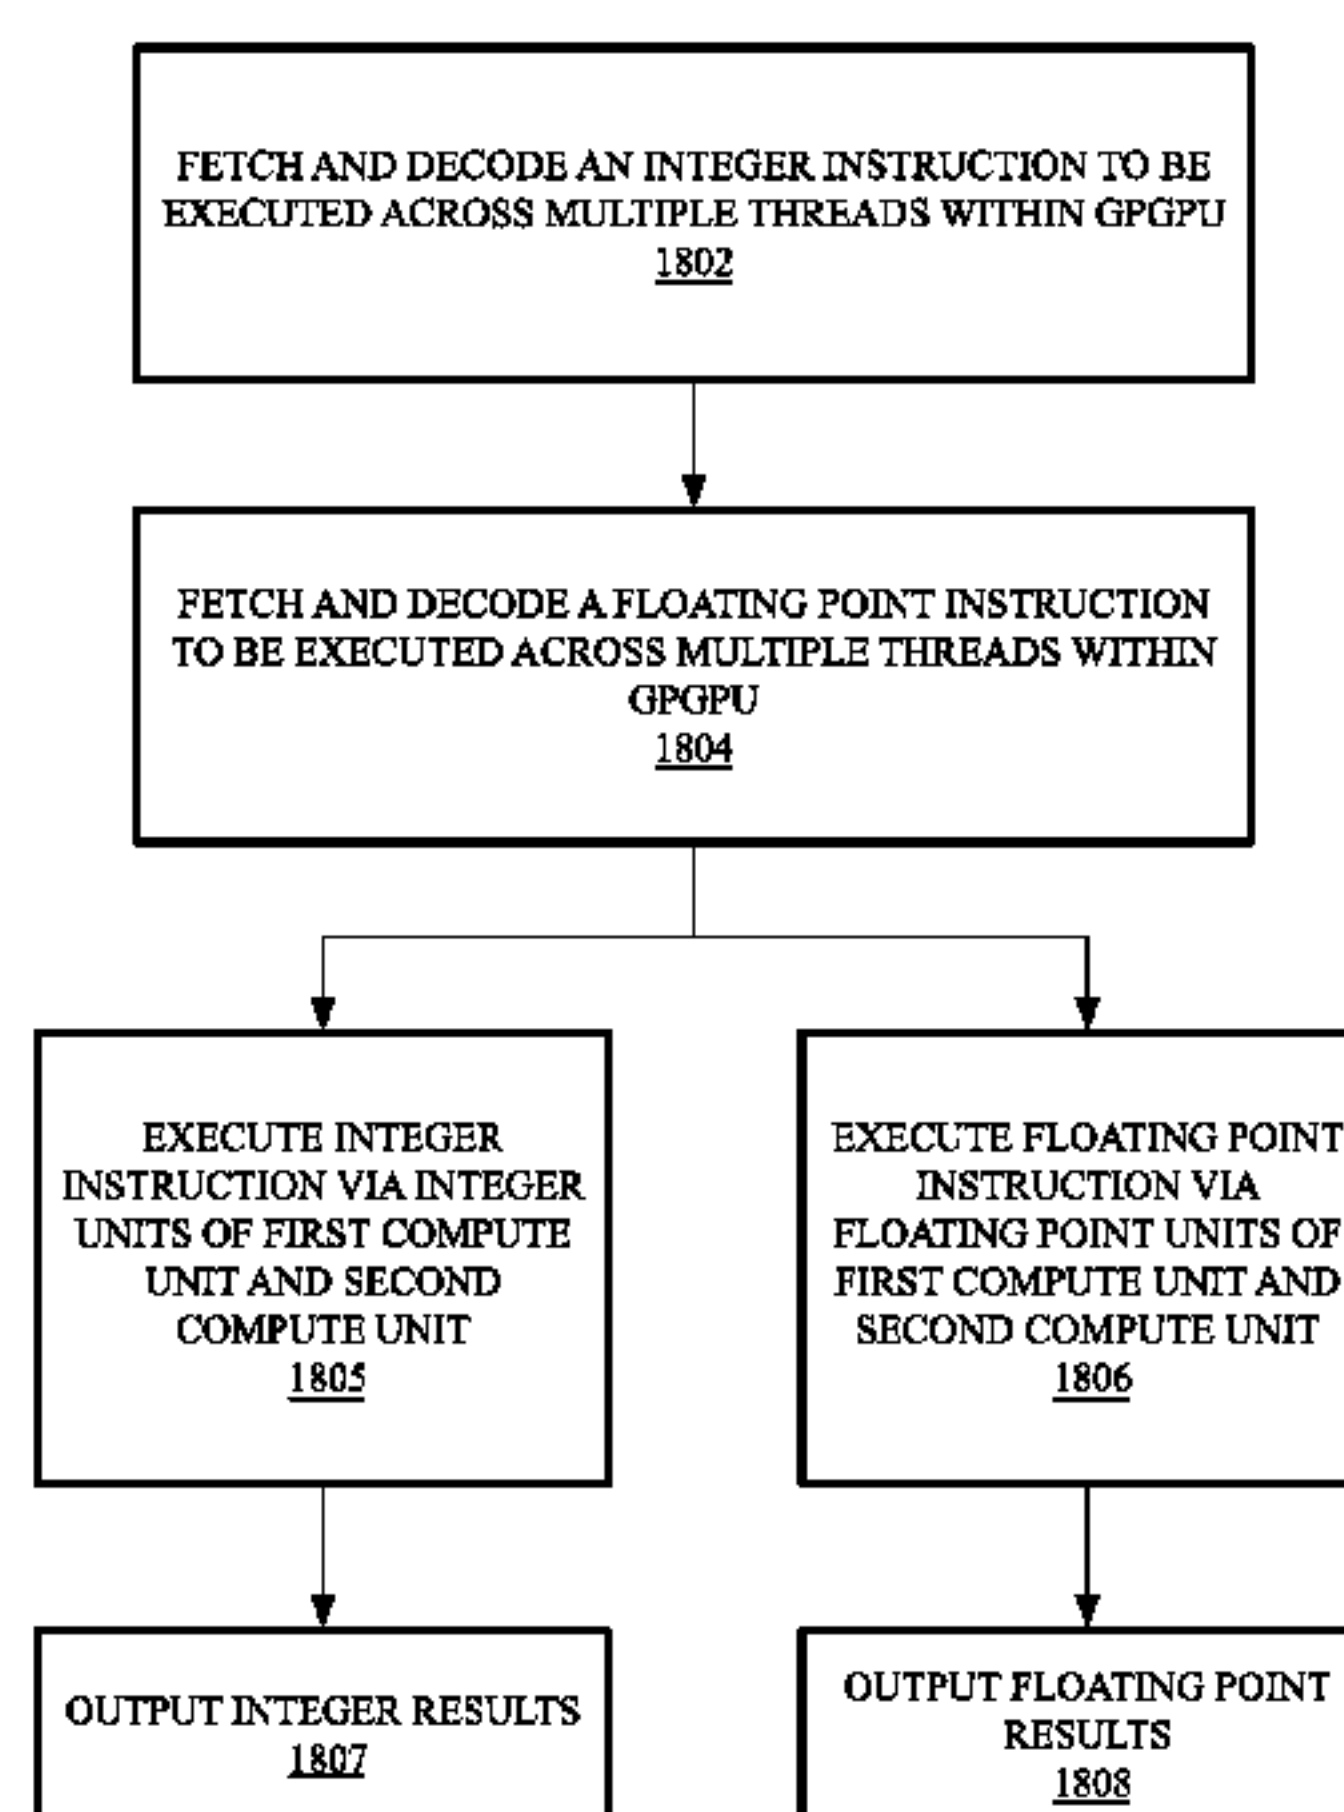 FETCH AND DECODE AN INTEGER INSTRUCTION TO BE
EXECUTED ACROSS MULTIPLE THREADS WITHIN GPGPU
1802
FETCH AND DECODE A FLOATING POINT INSTRUCTION
TO BE EXECUTED ACROSS MULTIPLE THREADS WITHIN
GPGPU
1804
EXECUTE INTEGER
INSTRUCTION VIA INTEGER
UNITS OF FIRST COMPUTE
UNIT AND SECOND
COMPUTE UNIT
1805
EXECUTE FLOATING POINT
INSTRUCTION VIA
FLOATING POINT UNITS OF
FIRST COMPUTE UNIT AND
SECOND COMPUTE UNIT
1806
OUTPUT INTEGER RESULTS
1807
OUTPUT FLOATING POINT
RESULTS
1808